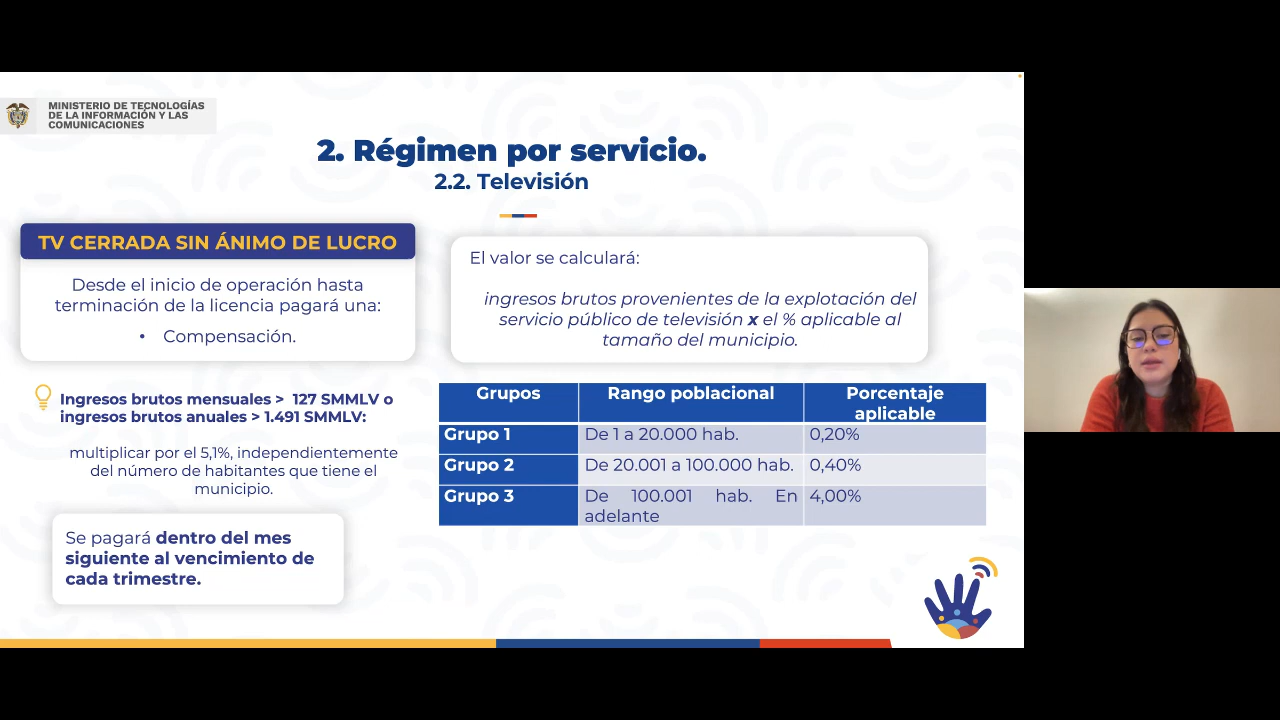 MINISTERIO DE TECNOLOGÍAS
DE LA INFORMACIÓN Y LAS
COMUNICACIONES
2. Régimen por servicio.
2.2. Televisión
TV CERRADA SIN ÁNIMO DE LUCRO
Desde el inicio de operación hasta
terminación de la licencia pagará una:
• Compensación.
Ingresos brutos mensuales > 127 SMMLV o
ingresos brutos anuales > 1.491 SMMLV:
multiplicar por el 5,1%, independientemente
del número de habitantes que tiene el
municipio.
Se pagará dentro del mes
siguiente al vencimiento de
cada trimestre.
El valor se calculará:
ingresos brutos provenientes de la explotación del
servicio público de televisión x el % aplicable al
tamaño del municipio.
Grupos Rango poblacional Porcentaje
aplicable
Grupo 1 De 1 a 20.000 hab. 0,20%
Grupo 2 De 20.001 a 100.000 hab. 0,40%
Grupo 3 De 100.001 hab. En 4,00%
adelante